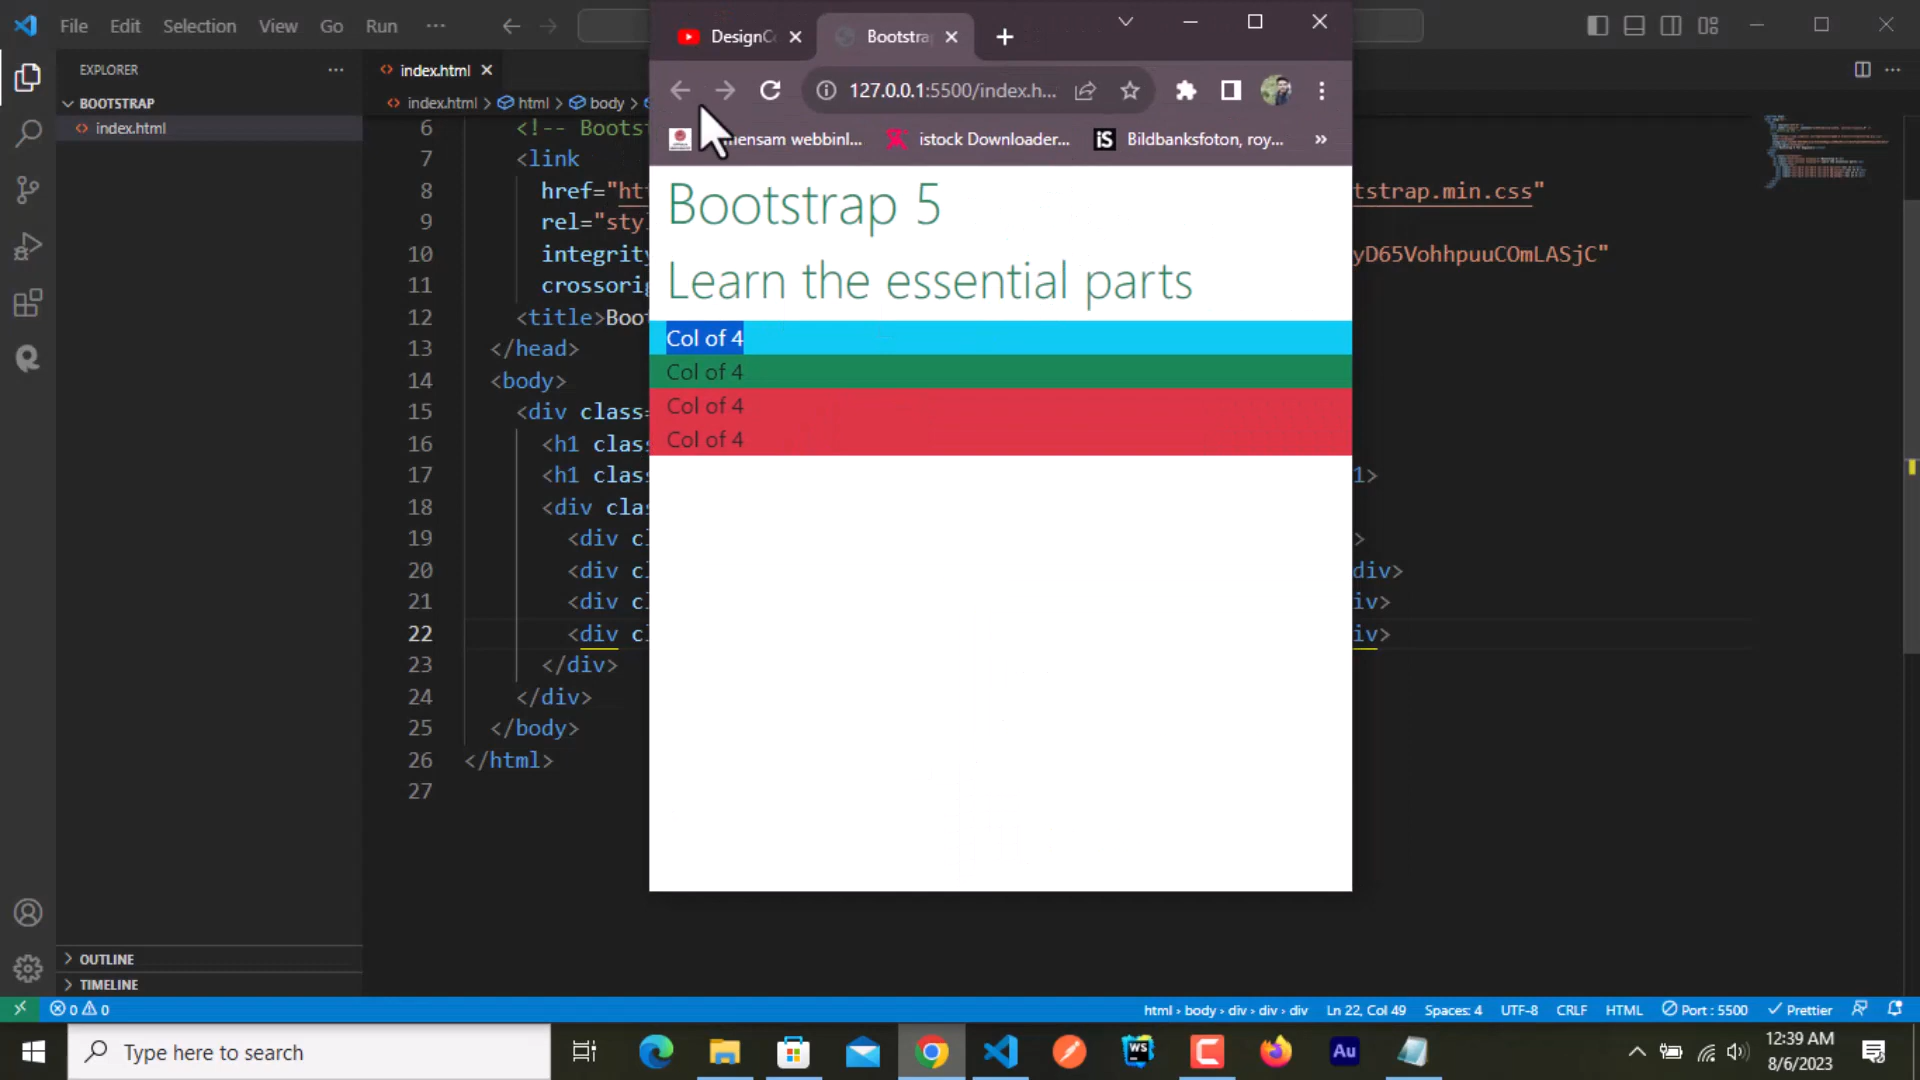 File Edit Selection View Go Run ···
EXPLORER ···
BOOTSTRAP
index.html
index.html
index.html > html > body >
6 <!-- Boots
7 <link
8 href="ht tstrap.min.css"
9 rel="sty
10 integrity yD65VohhpuuCOmLASjC"
11 crossorig
12 <title>Boo
13 </head>
14 <body>
15 <div class=
16 <h1 clas
17 <h1 clas 1>
18 <div cla
19 <div c >
20 <div c div>
21 <div c iv>
22 <div c iv>
23 </div>
24 </div>
25 </body>
26 </html>
27
DesignC
Bootstra
127.0.0.1:5500/index.h...
nensam webbinl...
istock Downloader...
iS Bildbanksfoton, roy...
»
Bootstrap 5
Learn the essential parts
Col of 4
Col of 4
Col of 4
Col of 4
OUTLINE
TIMELINE
0 0
html > body > div > div > div Ln 22, Col 49 Spaces: 4 UTF-8 CRLF HTML Port : 5500 Prettier
Type here to search
WS
Au
12:39 AM
8/6/2023